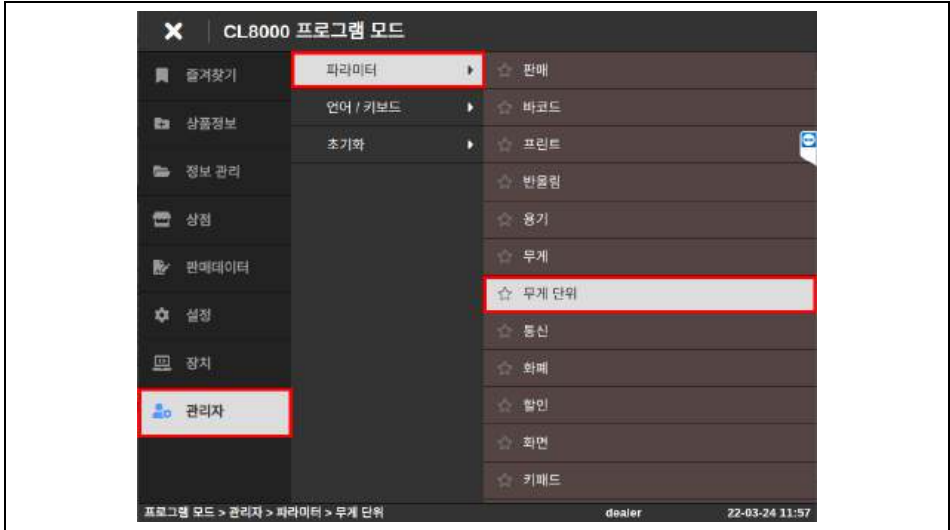 CL8000 프로그램 모드
즐겨찾기
상품정보
정보 관리
상점
판매데이터
설정
장치
관리자
파라미터
언어 / 키보드
초기화
판매
바코드
프린트
반올림
용기
무게
무게 단위
통신
화폐
할인
화면
키패드
프로그램 모드 > 관리자 > 파라미터 > 무게 단위 dealer 22-03-24 11:57